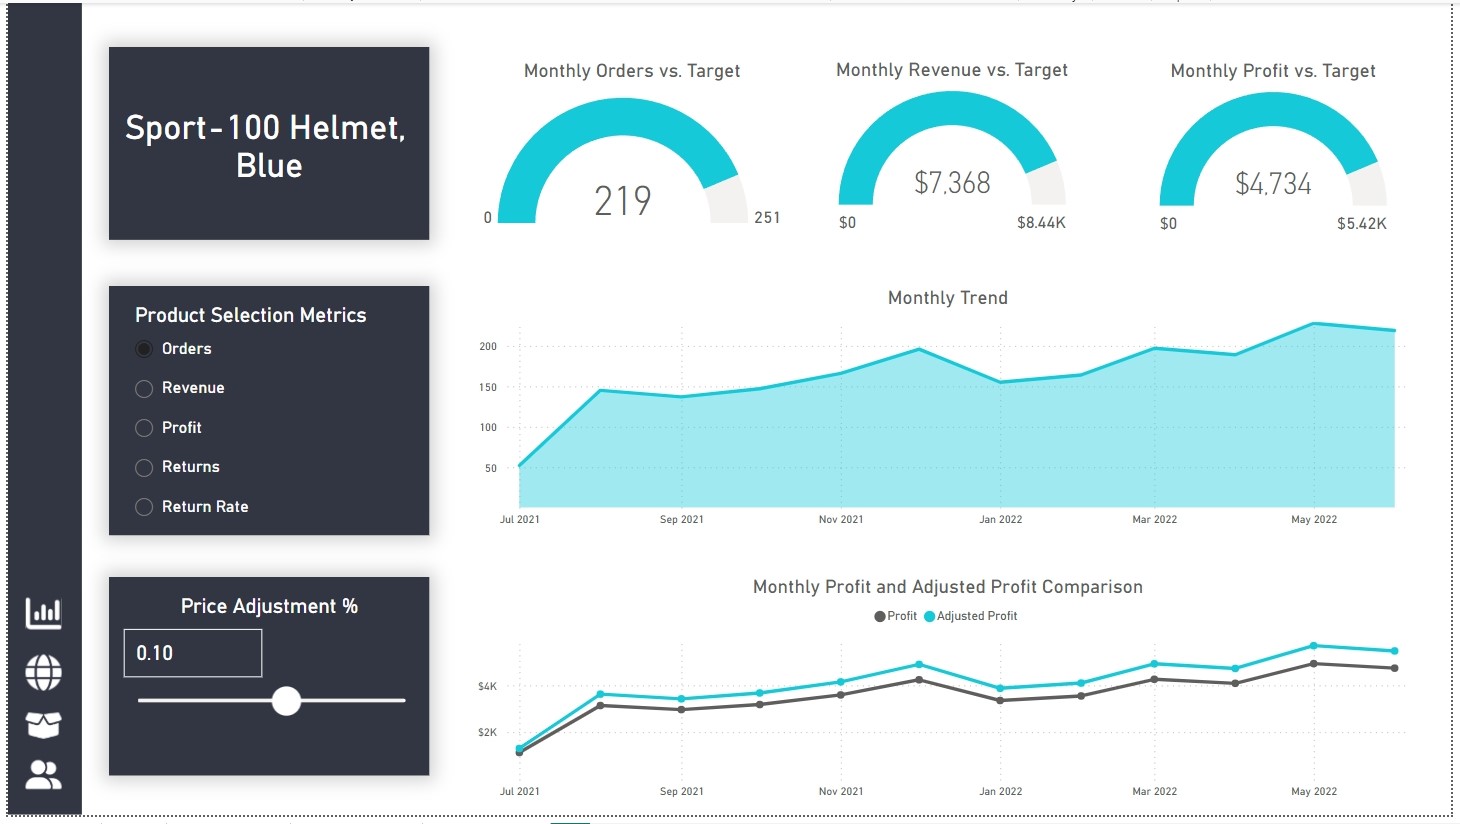 Sport-100 Helmet,
Blue
Monthly Orders vs. Target
219
0
251
Monthly Revenue vs. Target
$7,368
$0
$8.44K
Monthly Profit vs. Target
$4,734
$0
$5.42K
Product Selection Metrics
Orders
Revenue
Profit
Returns
Return Rate
Monthly Trend
200
150
100
50
Jul 2021
Sep 2021
Nov 2021
Jan 2022
Mar 2022
May 2022
Price Adjustment %
0.10
Monthly Profit and Adjusted Profit Comparison
Profit
Adjusted Profit
$4K
$2K
Jul 2021
Sep 2021
Nov 2021
Jan 2022
Mar 2022
May 2022